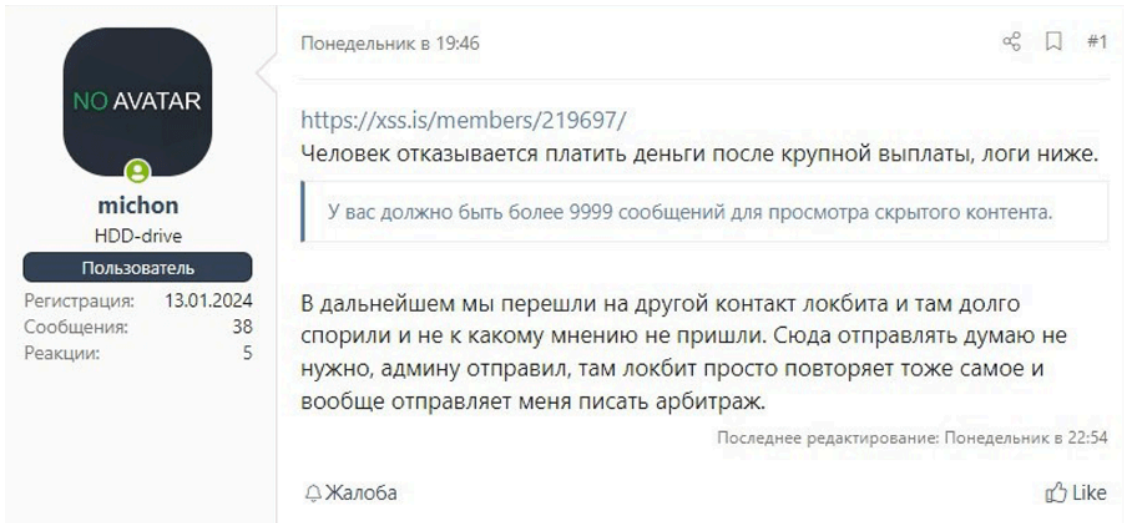 NO AVATAR
michon
HDD-drive
Пользователь
Регистрация: 13.01.2024
Сообщения: 38
Реакции: 5
Понедельник в 19:46
#1
https://xss.is/members/219697/
Человек отказывается платить деньги после крупной выплаты, логи ниже.
У вас должно быть более 9999 сообщений для просмотра скрытого контента.
В дальнейшем мы перешли на другой контакт локбита и там долго
спорили и не к какому мнению не пришли. Сюда отправлять думаю не
нужно, админу отправил, там локбит просто повторяет тоже самое и
вообще отправляет меня писать арбитраж.
Последнее редактирование: Понедельник в 22:54
Жалоба
Like